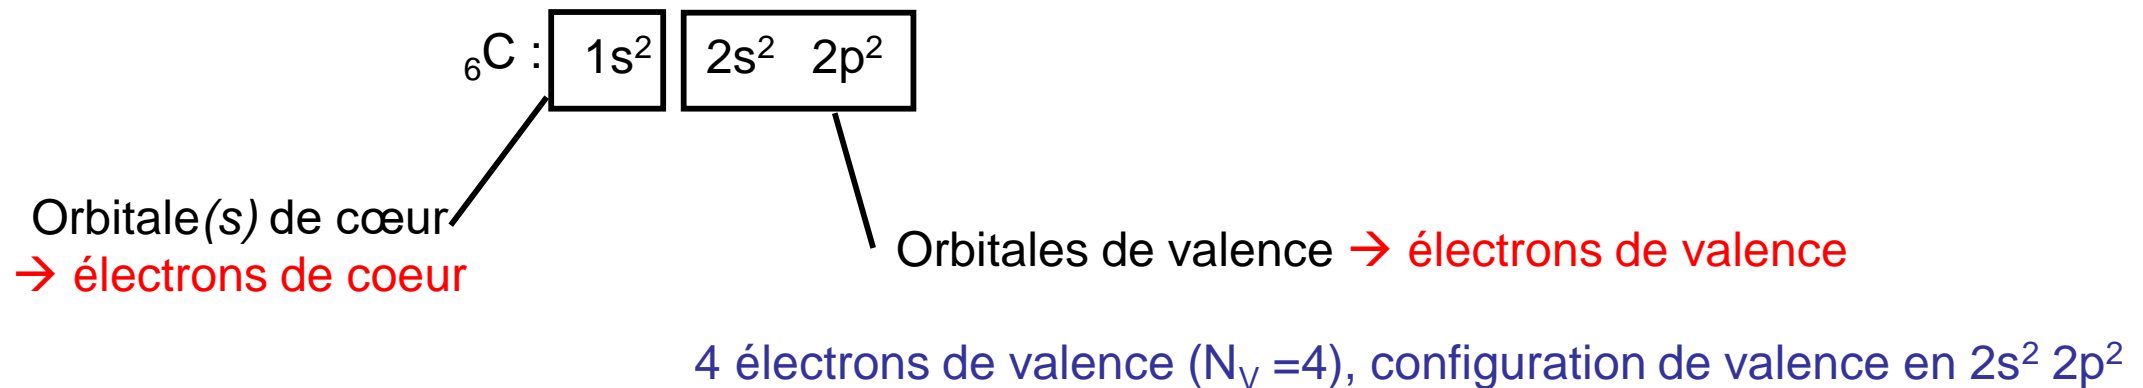 ₆C : 1s² 2s² 2p²
Orbitale(s) de cœur
→ électrons de coeur
Orbitales de valence → électrons de valence
4 électrons de valence (Nᵥ =4), configuration de valence en 2s² 2p²